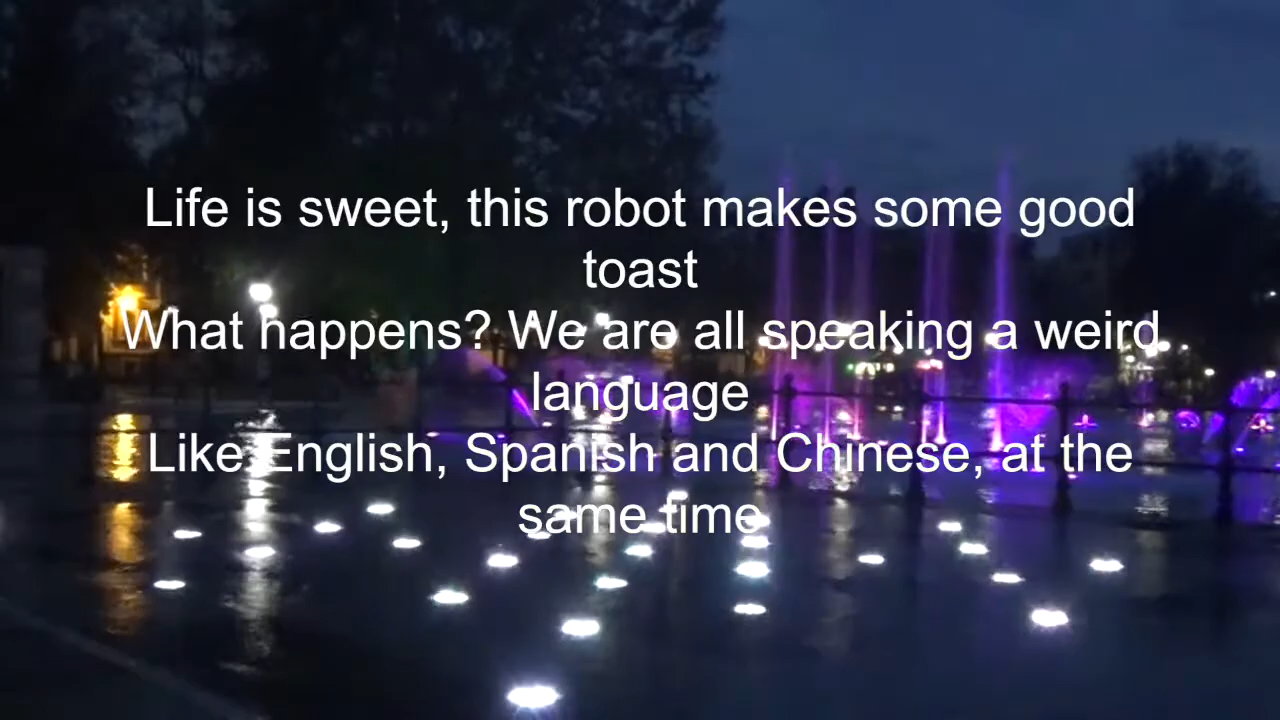 Life is sweet, this robot makes some good
toast
What happens? We are all speaking a weird
language
Like English, Spanish and Chinese, at the
same time